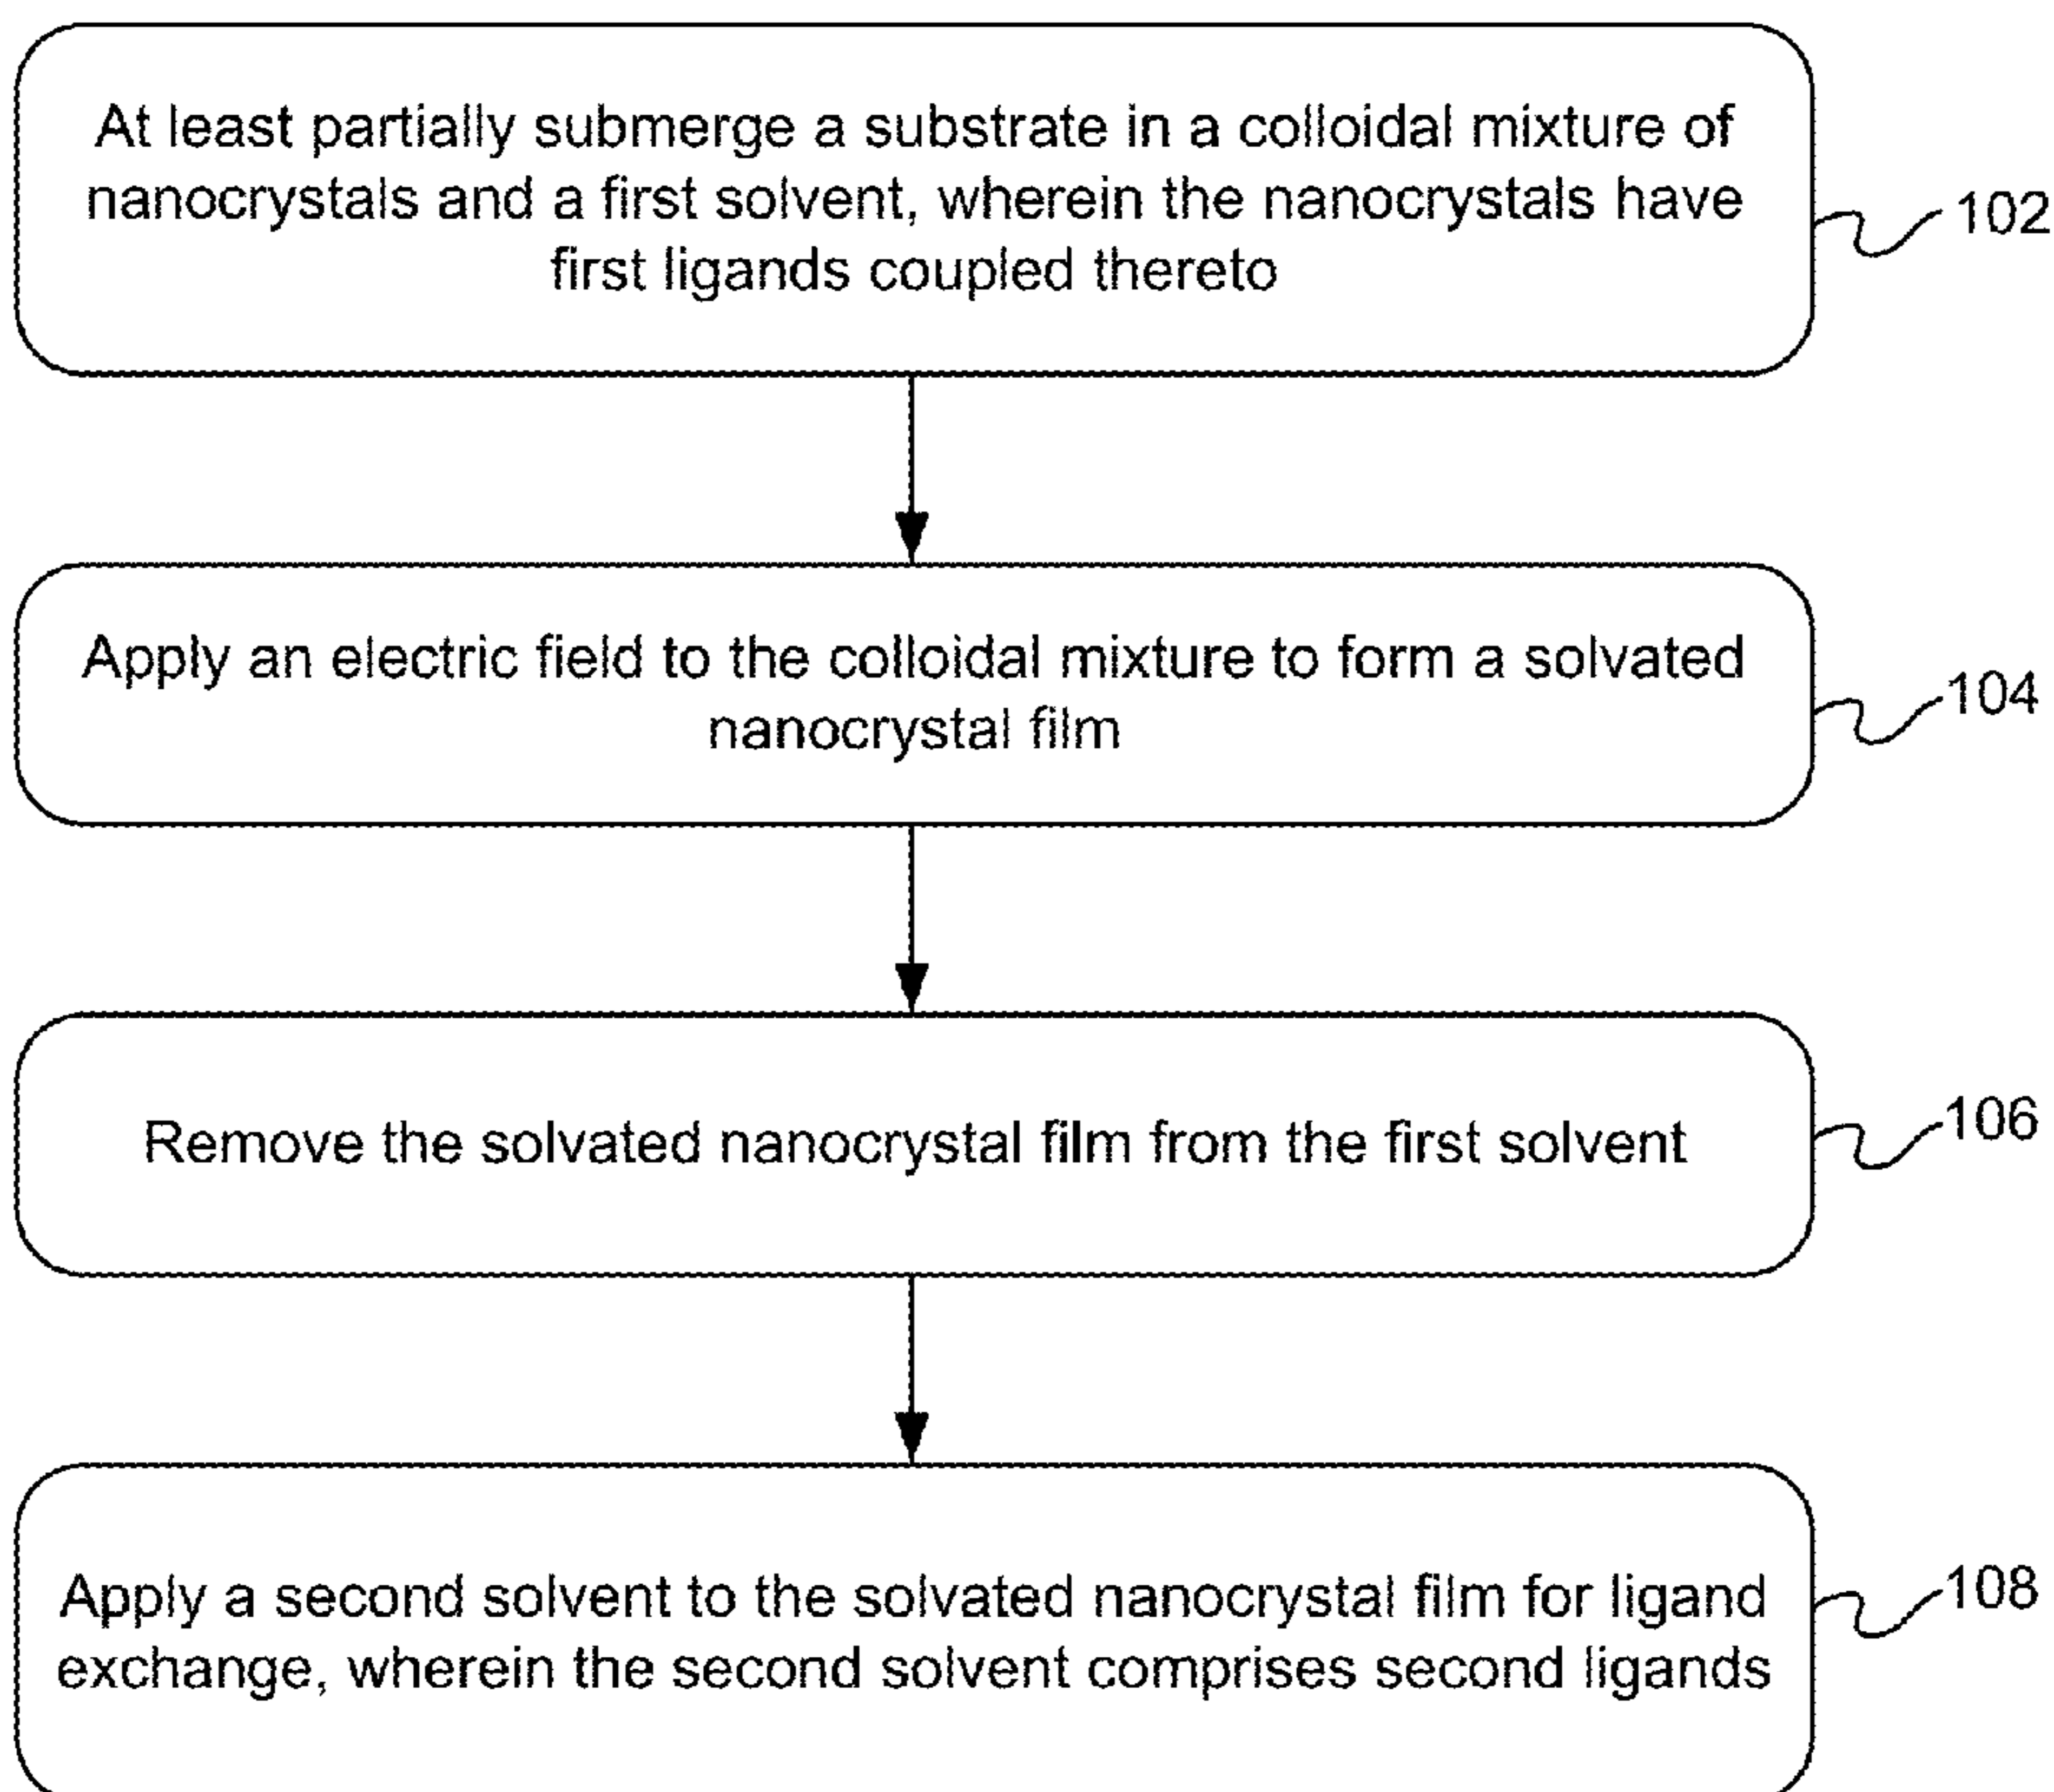 At least partially submerge a substrate in a colloidal mixture of
nanocrystals and a first solvent, wherein the nanocrystals have
first ligands coupled thereto
102
Apply an electric field to the colloidal mixture to form a solvated
nanocrystal film
104
Remove the solvated nanocrystal film from the first solvent
106
Apply a second solvent to the solvated nanocrystal film for ligand
exchange, wherein the second solvent comprises second ligands
108